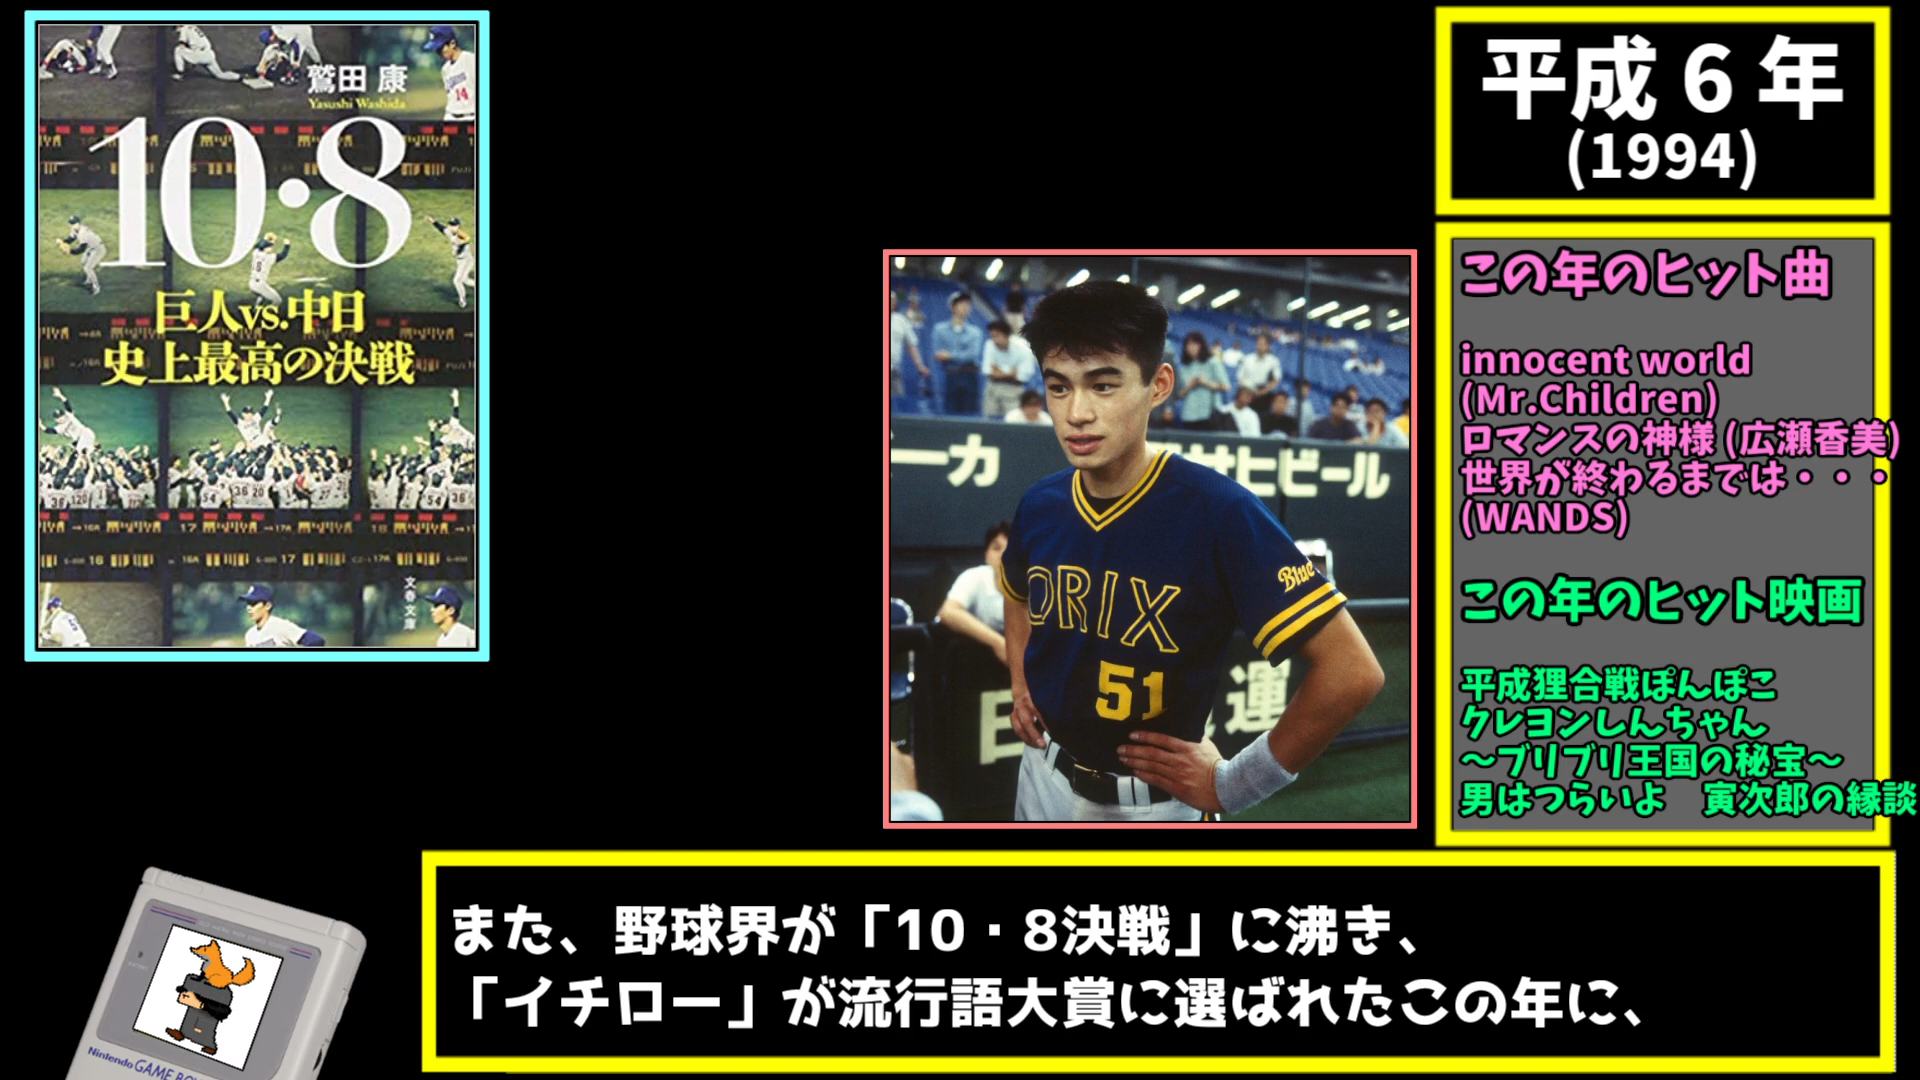 鷲田 康
Yasushi Washida
10・8
巨人vs.中日
史上最高の決戦
文春文庫
平成６年
(1994)
この年のヒット曲
innocent world
(Mr.Children)
ロマンスの神様 (広瀬香美)
世界が終わるまでは・・・
(WANDS)
この年のヒット映画
平成狸合戦ぽんぽこ
クレヨンしんちゃん
～ブリブリ王国の秘宝～
男はつらいよ　寅次郎の縁談
ーカ
ヒビール
Blue
ORIX
51
運
Nintendo GAME BOY
また、野球界が「10・8決戦」に沸き、
「イチロー」が流行語大賞に選ばれたこの年に、